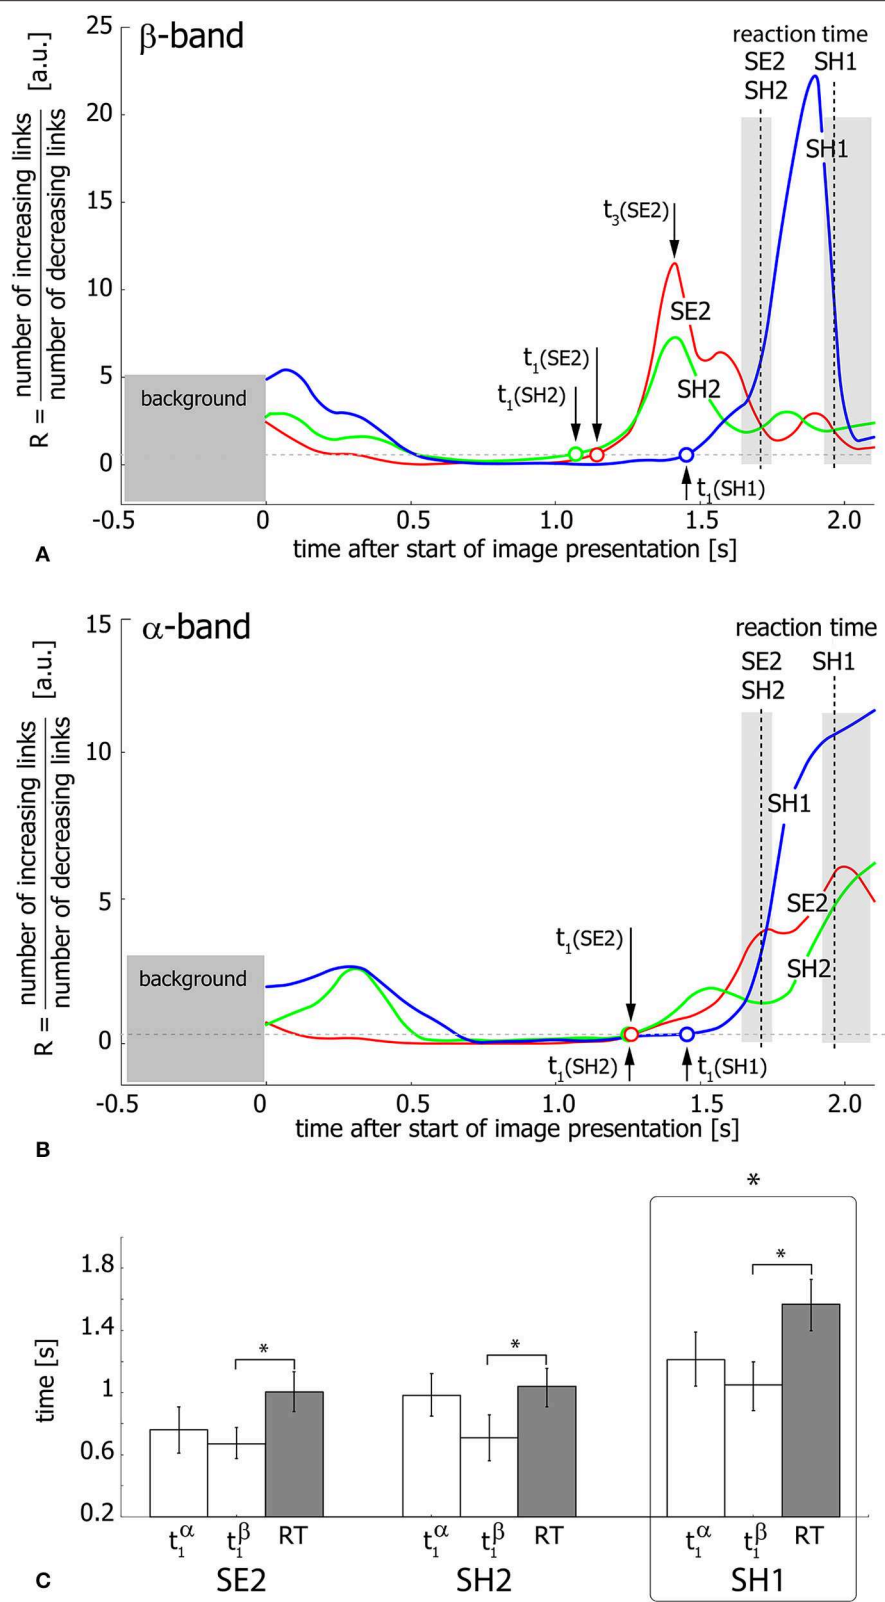 β-band
R = number of increasing links / number of decreasing links [a.u.]
25
20
15
10
5
0
reaction time
SE2 SH1
SH2
SH1
t3(SE2)
SE2
t1(SE2)
t1(SH2)
SH2
background
t1(SH1)
-0.5 0 0.5 1.0 1.5 2.0
time after start of image presentation [s]
A
α-band
R = number of increasing links / number of decreasing links [a.u.]
15
10
5
0
reaction time
SE2 SH1
SH2
SH1
SE2
t1(SE2)
SH2
background
t1(SH2) t1(SH1)
-0.5 0 0.5 1.0 1.5 2.0
time after start of image presentation [s]
B
*
time [s]
1.8
1.4
1
0.6
0.2
* * *
t1α t1β RT t1α t1β RT t1α t1β RT
SE2 SH2 SH1
C